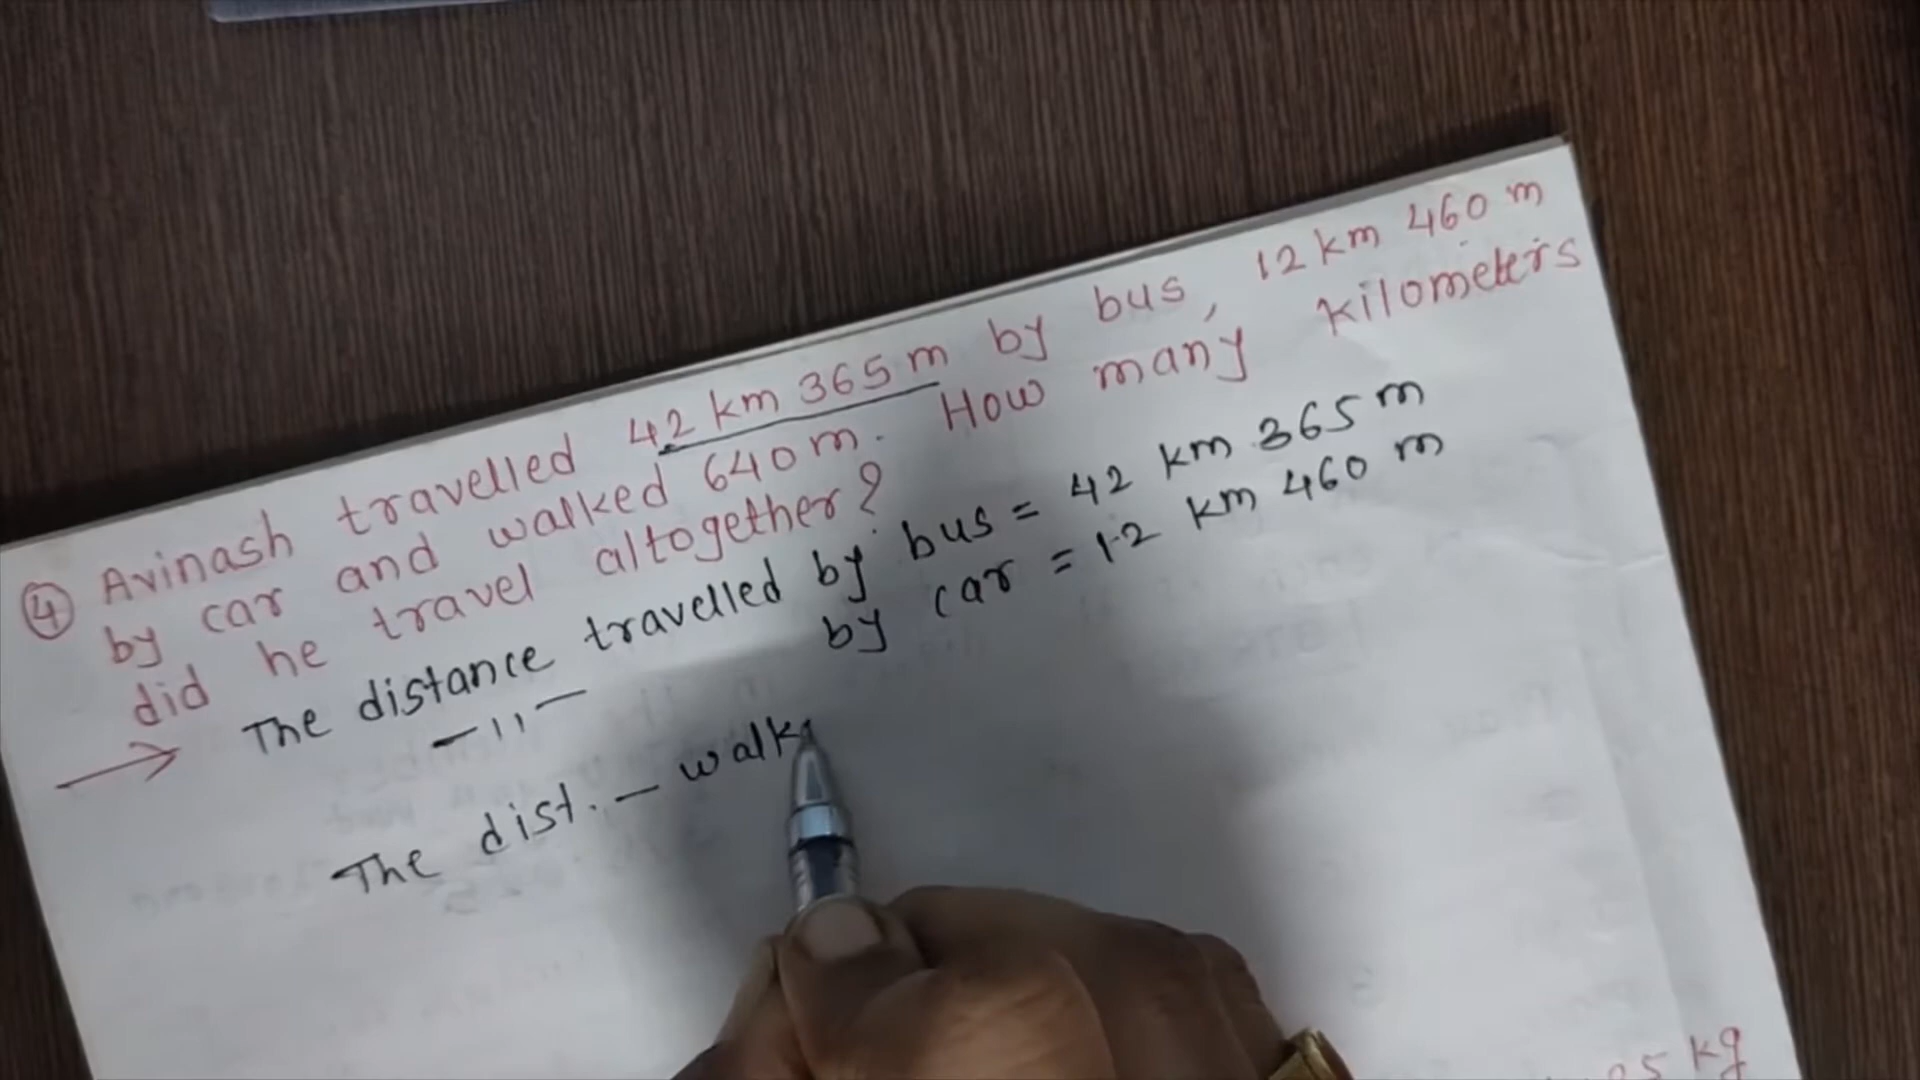 ④ Avinash travelled 42 km 365 m by bus, 12 km 460 m
by car and walked 640 m. How many kilometers
did he travel altogether?
→ The distance travelled by bus = 42 km 365 m
—〃— by car = 12 km 460 m
The dist. — walk
5 kg